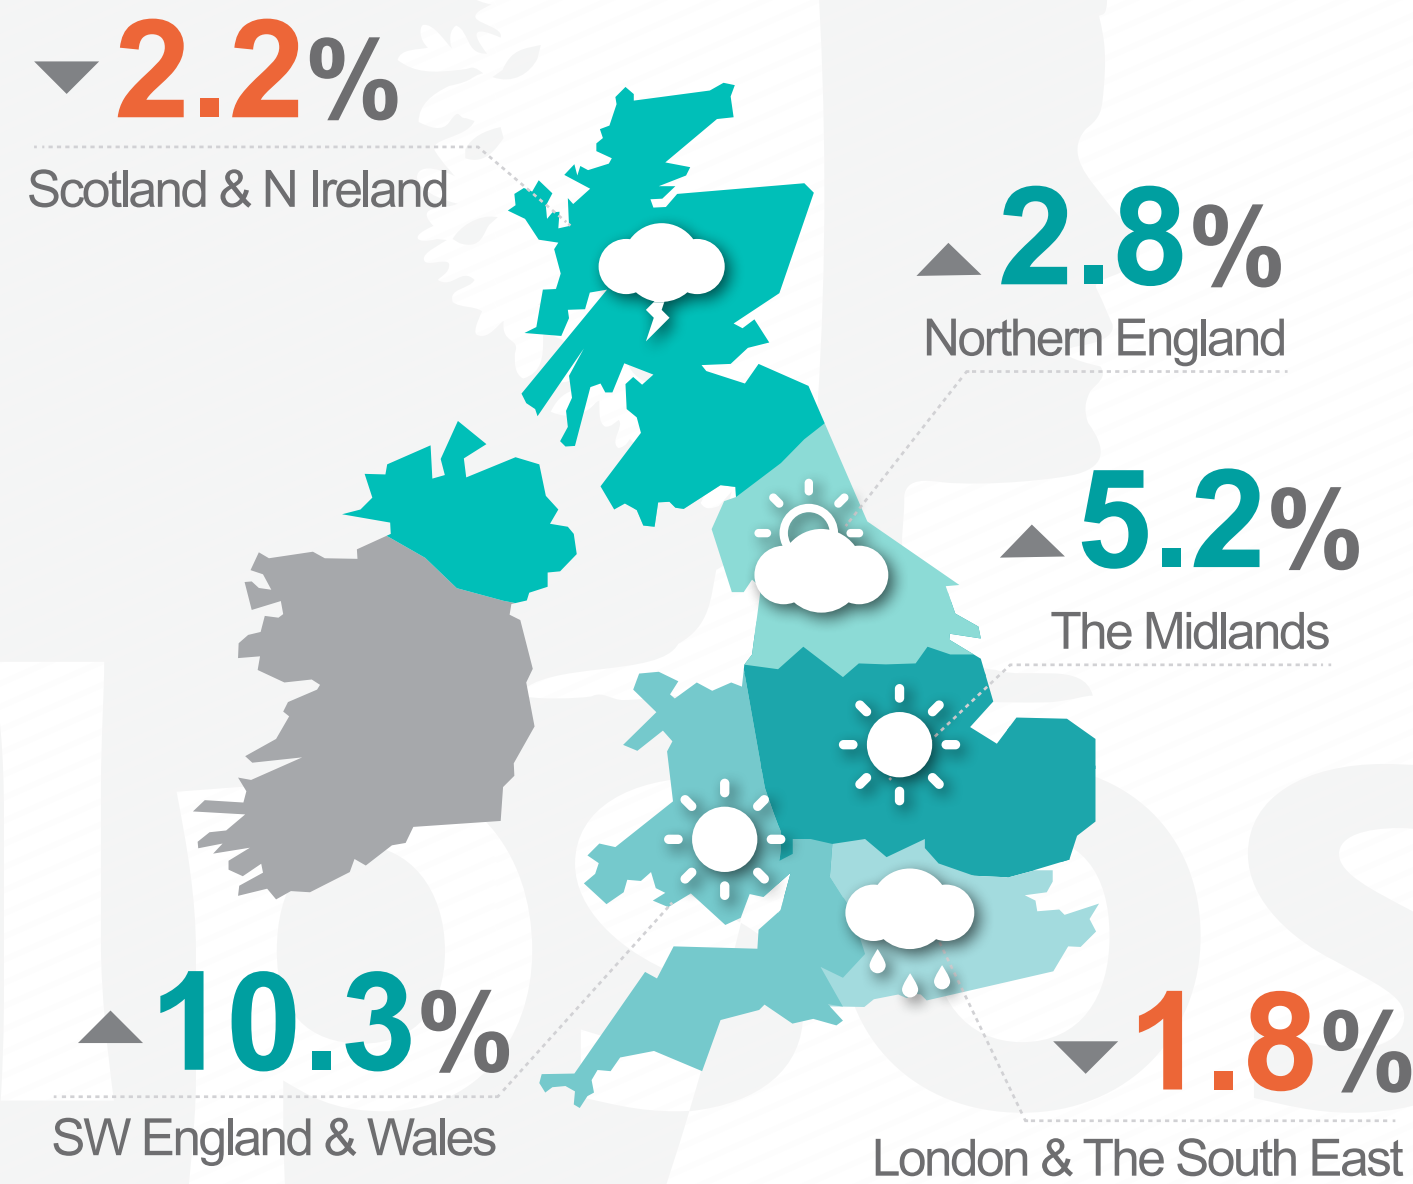 2.2%
Scotland & N Ireland
2.8%
Northern England
5.2%
The Midlands
10.3%
SW England & Wales
1.8%
London & The South East